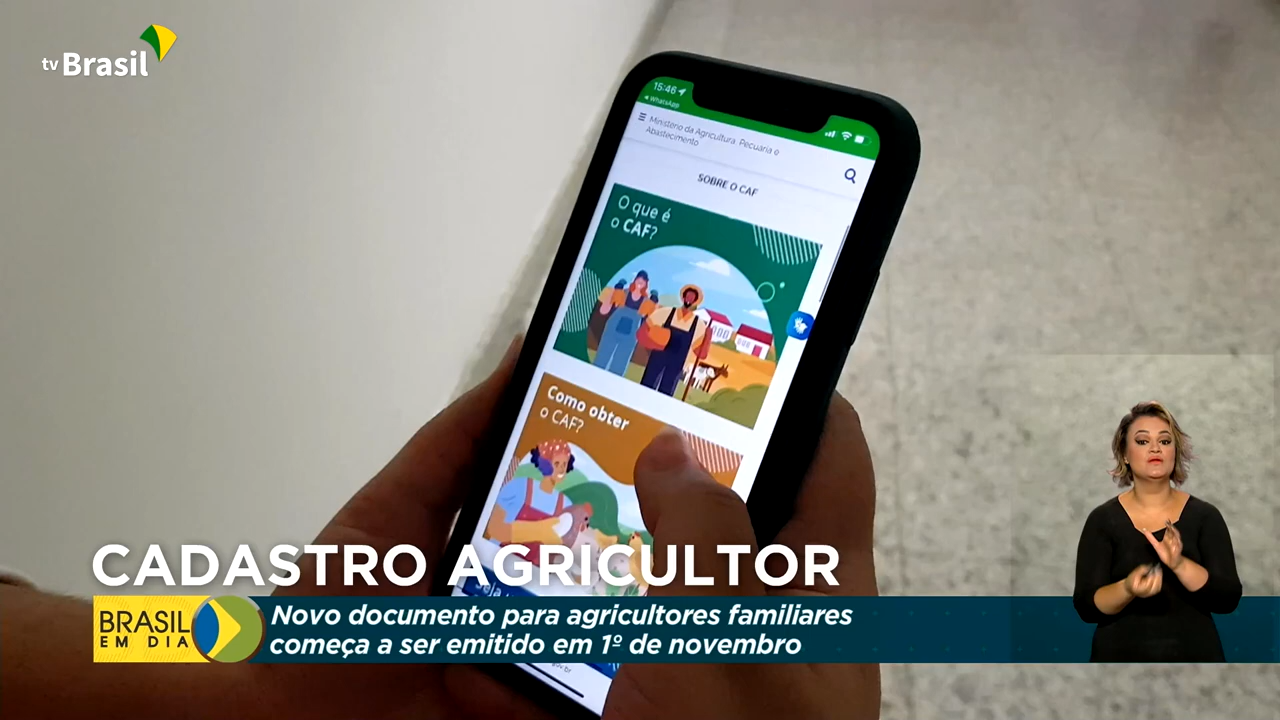 tv Brasil
15:46
WhatsApp
Ministério da Agricultura, Pecuária e
Abastecimento
SOBRE O CAF
O que é
o CAF?
Como obter
o CAF?
CADASTRO AGRICULTOR
BRASIL
EM DIA
Novo documento para agricultores familiares
começa a ser emitido em 1º de novembro